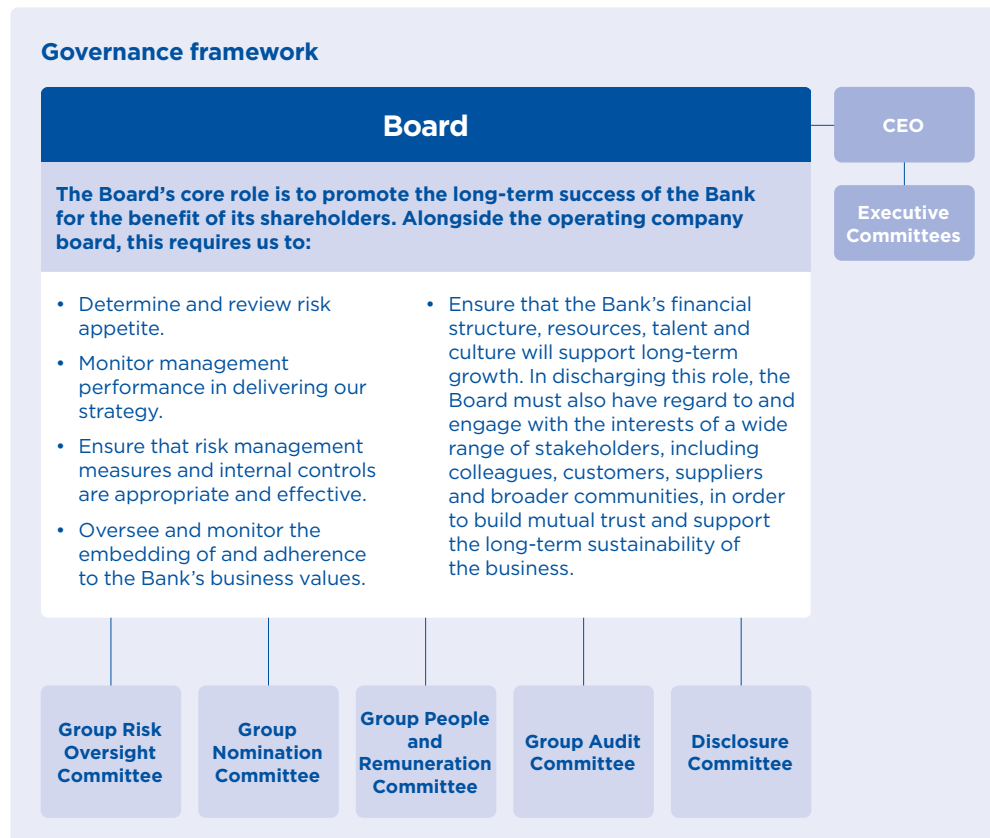 Governance framework
Board
CEO
Executive
Committees
The Board's core role is to promote the long-term success of the Bank
for the benefit of its shareholders. Alongside the operating company
board, this requires us to:
• Determine and review risk
appetite.
• Monitor management
performance in delivering our
strategy.
• Ensure that risk management
measures and internal controls
are appropriate and effective.
• Oversee and monitor the
embedding of and adherence
to the Bank's business values.
• Ensure that the Bank's financial
structure, resources, talent and
culture will support long-term
growth. In discharging this role, the
Board must also have regard to and
engage with the interests of a wide
range of stakeholders, including
colleagues, customers, suppliers
and broader communities, in order
to build mutual trust and support
the long-term sustainability of
the business.
Group Risk
Oversight
Committee
Group
Nomination
Committee
Group People
and
Remuneration
Committee
Group Audit
Committee
Disclosure
Committee